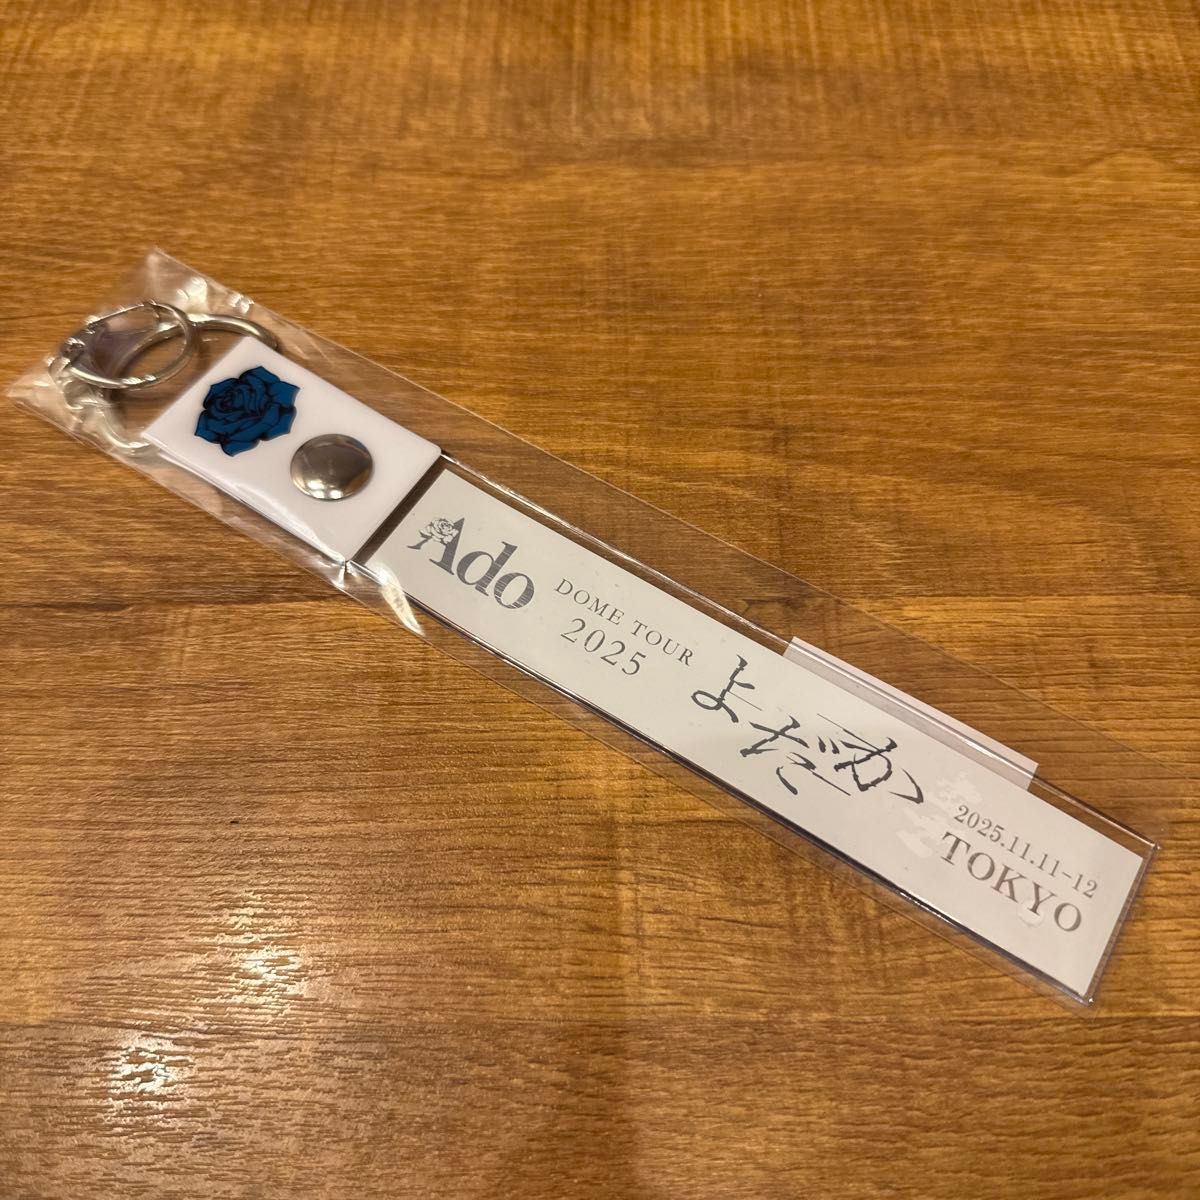 Ado
DOME TOUR
2025
よだか
2025.11.11-12
TOKYO